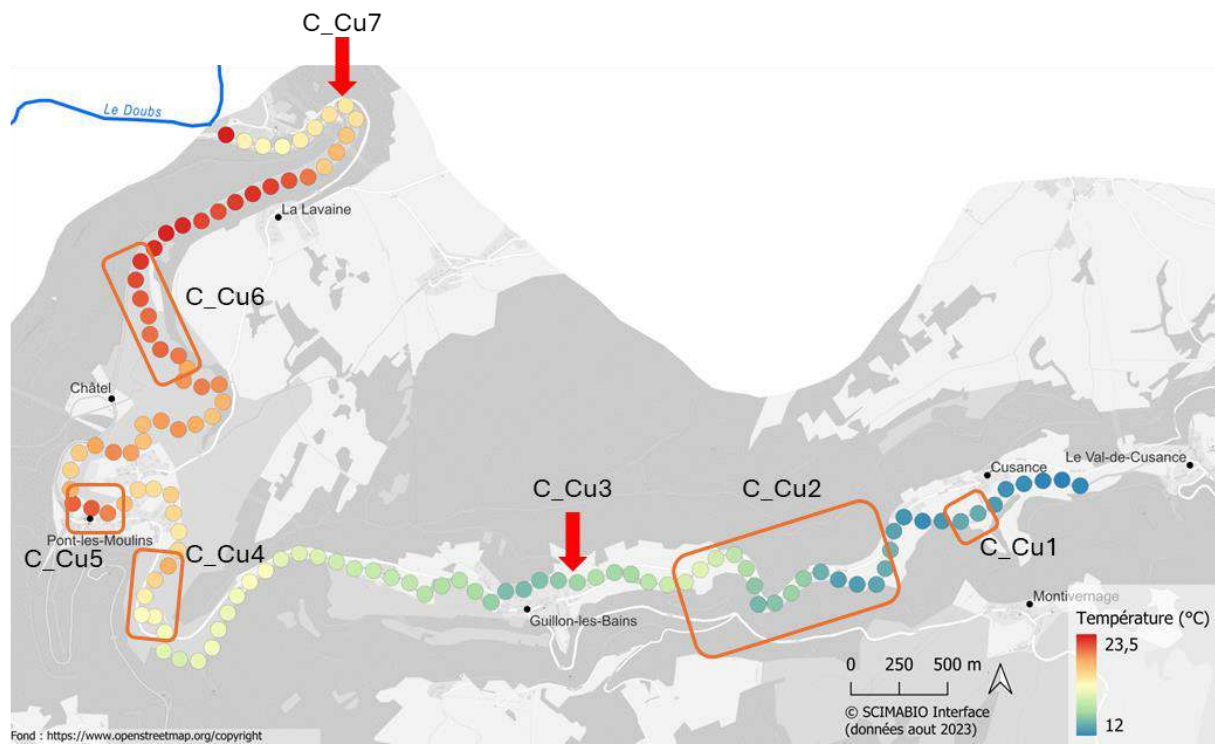 C_Cu7
Le Doubs
La Lavaine
C_Cu6
Châtel
Le Val-de-Cusance
Cusance
C_Cu3
C_Cu2
C_Cu1
Pont-les-Moulins
C_Cu5
C_Cu4
Guillon-les-Bains
Montivernage
Température (°C)
23,5
12
0 250 500 m
© SCIMABIO Interface
(données aout 2023)
Fond : https://www.openstreetmap.org/copyright